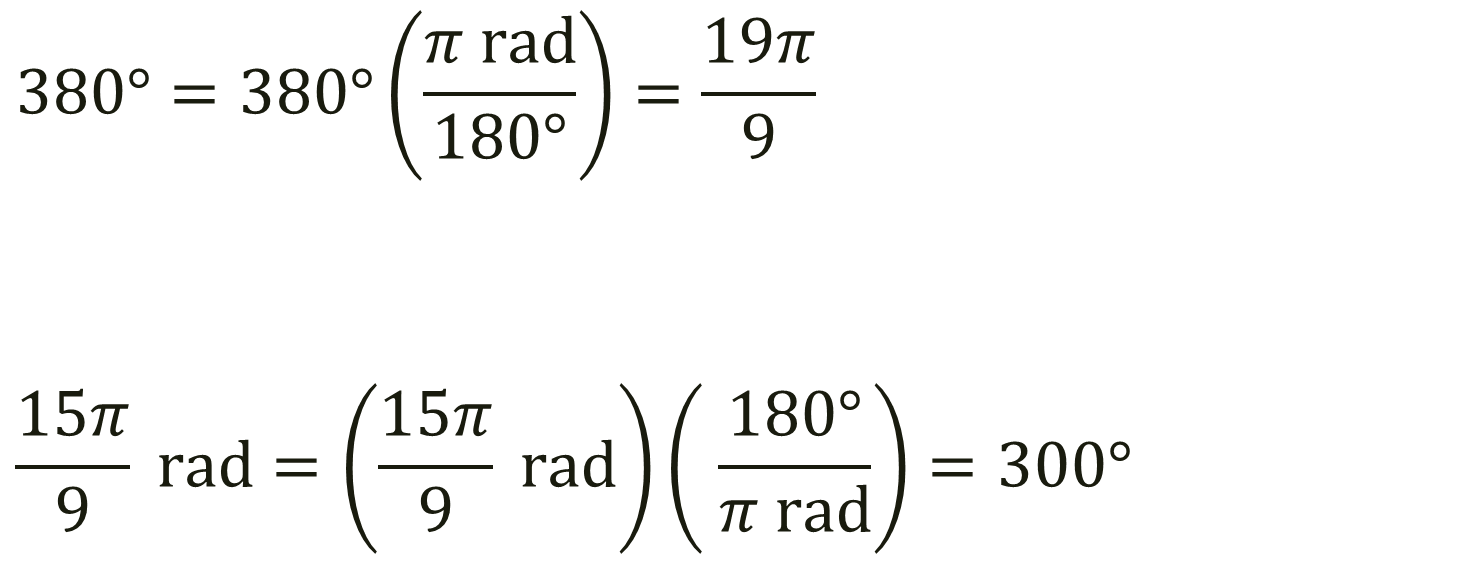 380° = 380° (π rad / 180°) = 19π / 9
15π / 9 rad = (15π / 9 rad) (180° / π rad) = 300°